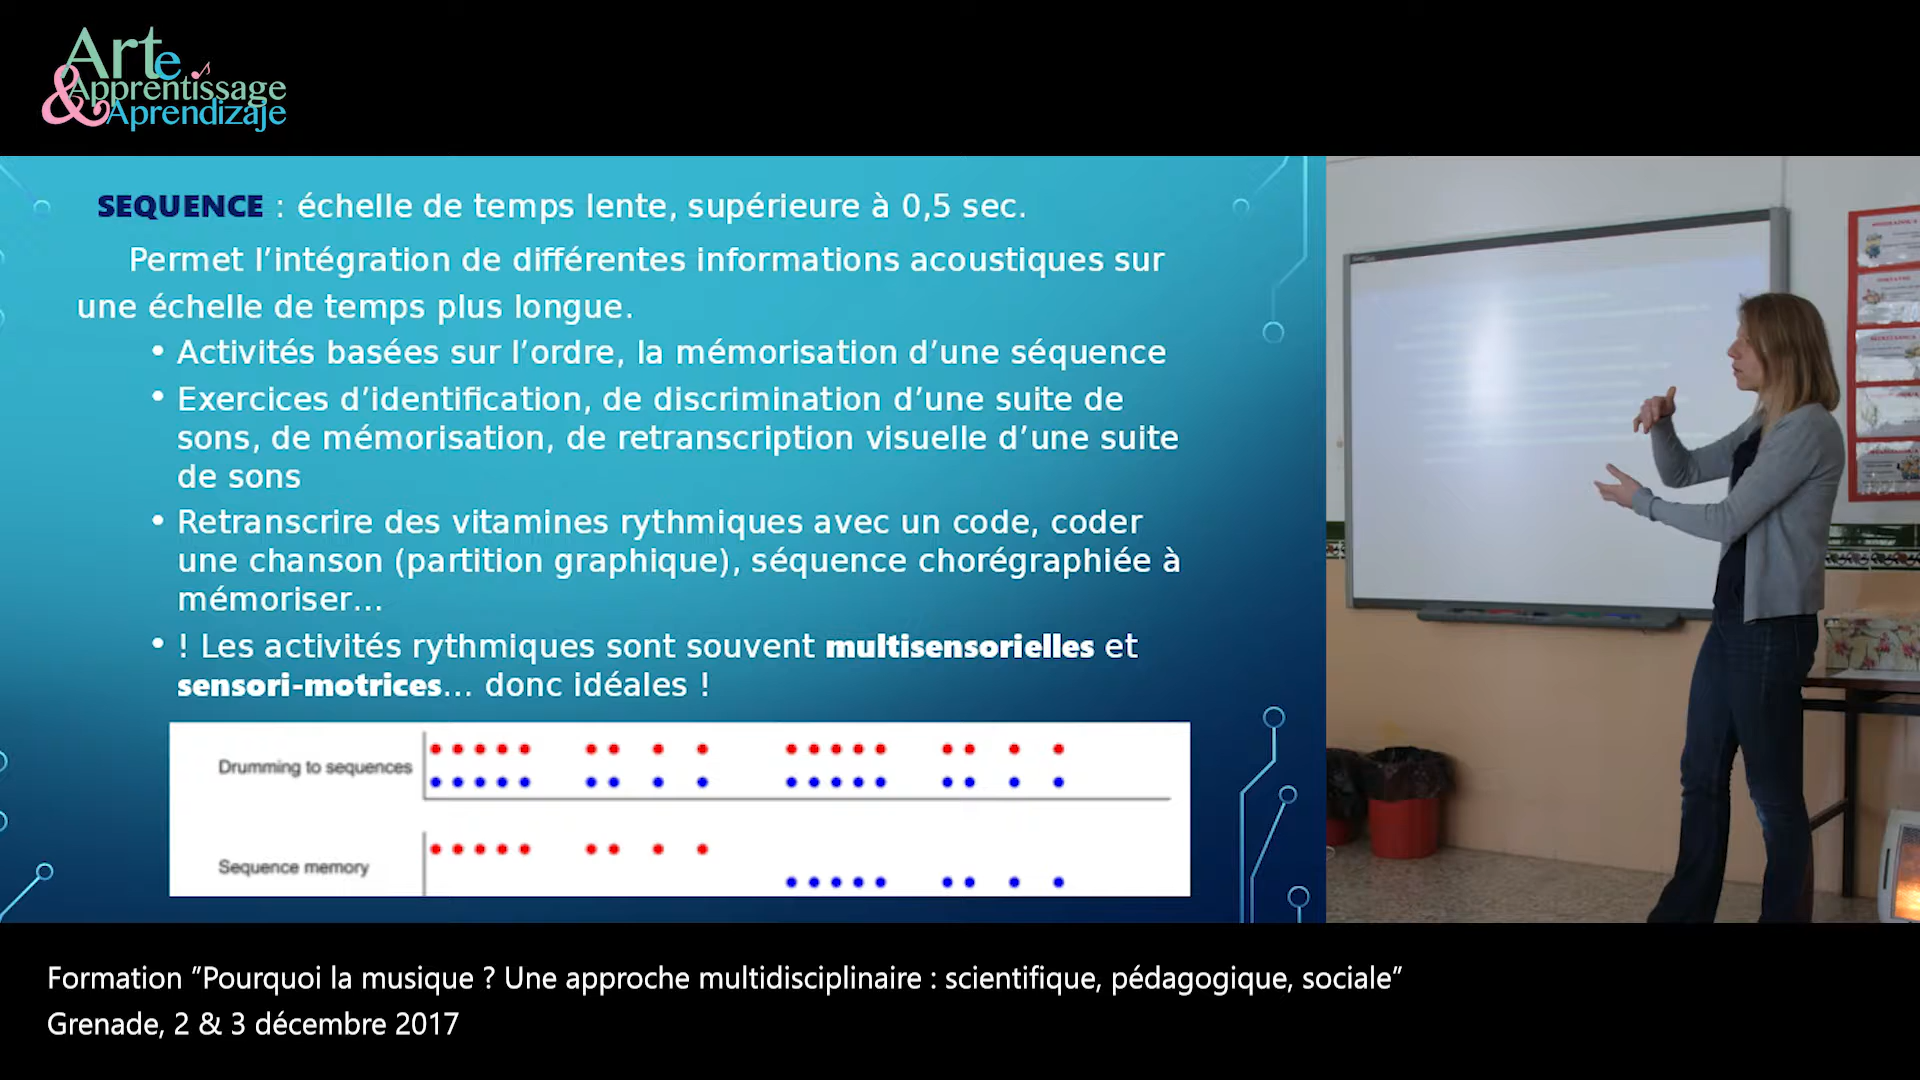 Arte
&Apprentissage
Aprendizaje
SEQUENCE : échelle de temps lente, supérieure à 0,5 sec.
Permet l’intégration de différentes informations acoustiques sur
une échelle de temps plus longue.
• Activités basées sur l’ordre, la mémorisation d’une séquence
• Exercices d’identification, de discrimination d’une suite de
sons, de mémorisation, de retranscription visuelle d’une suite
de sons
• Retranscrire des vitamines rythmiques avec un code, coder
une chanson (partition graphique), séquence chorégraphiée à
mémoriser...
• ! Les activités rythmiques sont souvent multisensorielles et
sensori-motrices... donc idéales !
Drumming to sequences
Sequence memory
Formation ”Pourquoi la musique ? Une approche multidisciplinaire : scientifique, pédagogique, sociale”
Grenade, 2 & 3 décembre 2017